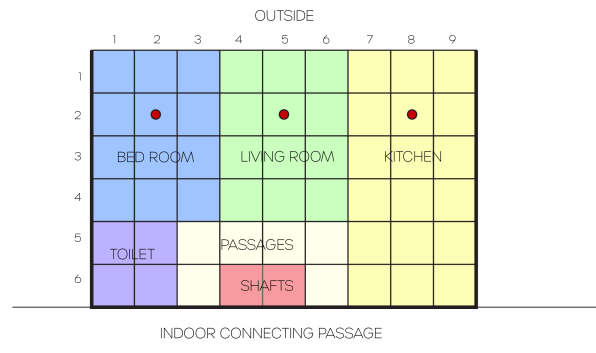 OUTSIDE
1 2 3 4 5 6 7 8 9
1
2
3
BED ROOM LIVING ROOM KITCHEN
4
5
PASSAGES
TOILET
6
SHAFTS
INDOOR CONNECTING PASSAGE